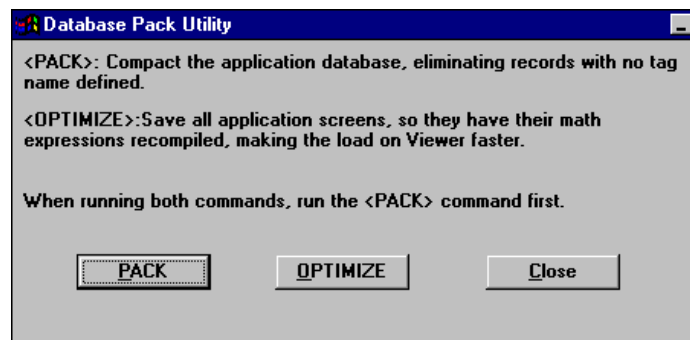 Database Pack Utility
<PACK>: Compact the application database, eliminating records with no tag
name defined.
<OPTIMIZE>:Save all application screens, so they have their math
expressions recompiled, making the load on Viewer faster.
When running both commands, run the <PACK> command first.
PACK OPTIMIZE Close